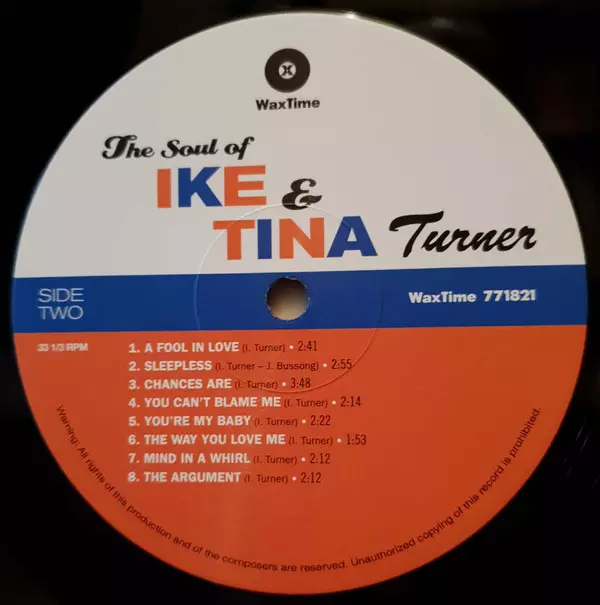 WaxTime
The Soul of
IKE &
TINA Turner
SIDE
TWO
WaxTime 771821
33 1/3 RPM
1. A FOOL IN LOVE (I. Turner) • 2:41
2. SLEEPLESS (I. Turner – J. Bussong) • 2:55
3. CHANCES ARE (I. Turner) • 3:48
4. YOU CAN'T BLAME ME (I. Turner) • 2:14
5. YOU'RE MY BABY (I. Turner) • 2:22
6. THE WAY YOU LOVE ME (I. Turner) • 1:53
7. MIND IN A WHIRL (I. Turner) • 2:12
8. THE ARGUMENT (I. Turner) • 2:12
Warning: All rights of this production and of the composers are reserved. Unauthorized copying of this record is prohibited.